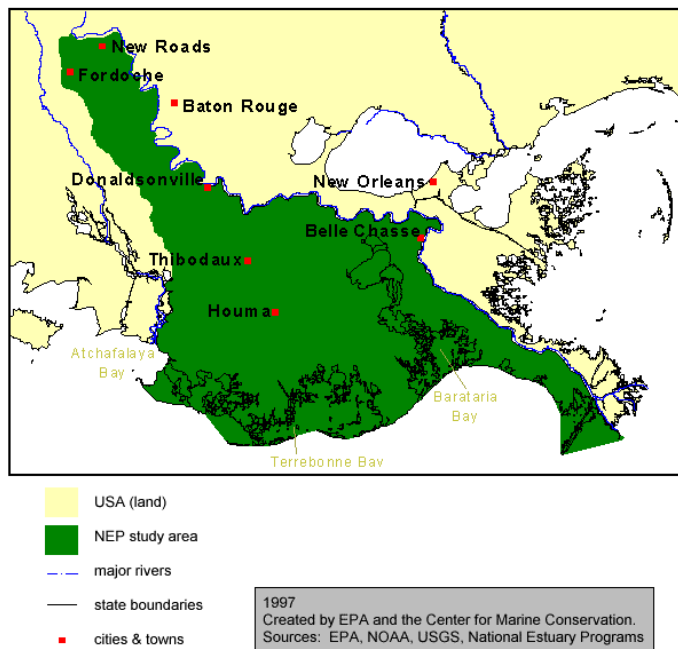 New Roads
Fordoche
Baton Rouge
Donaldsonville
New Orleans
Belle Chasse
Thibodaux
Houma
Atchafalaya
Bay
Barataria
Bay
Terrebonne Bay
USA (land)
NEP study area
major rivers
state boundaries
cities & towns
1997
Created by EPA and the Center for Marine Conservation.
Sources: EPA, NOAA, USGS, National Estuary Programs